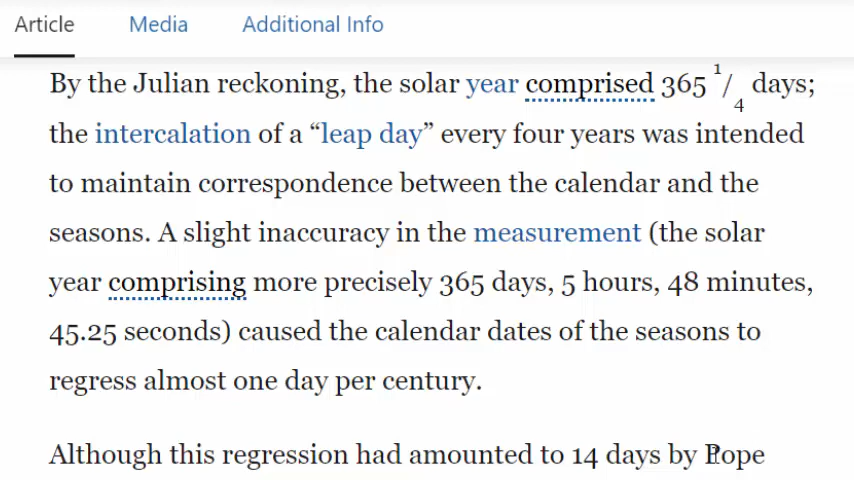 Article Media Additional Info
By the Julian reckoning, the solar year comprised 365 1/4 days;
the intercalation of a “leap day” every four years was intended
to maintain correspondence between the calendar and the
seasons. A slight inaccuracy in the measurement (the solar
year comprising more precisely 365 days, 5 hours, 48 minutes,
45.25 seconds) caused the calendar dates of the seasons to
regress almost one day per century.
Although this regression had amounted to 14 days by Pope